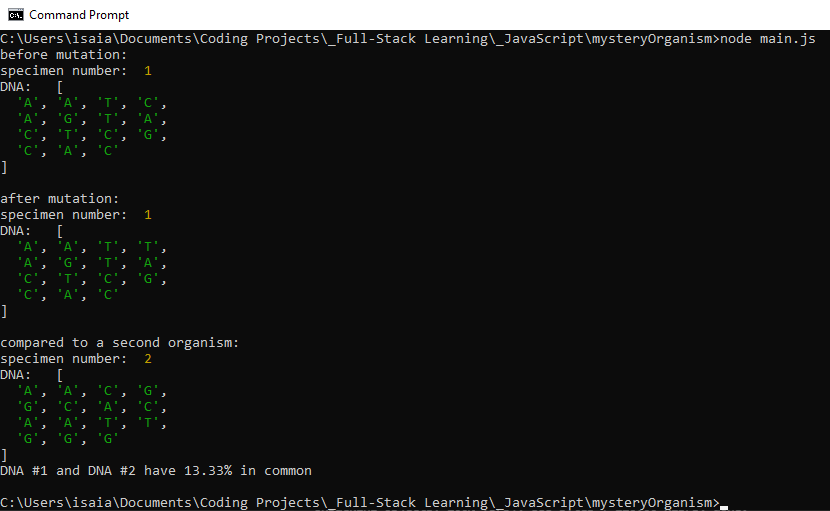 Command Prompt
C:\Users\isaia\Documents\Coding Projects\_Full-Stack Learning\_JavaScript\mysteryOrganism>node main.js
before mutation:
specimen number:  1
DNA:   [
  'A', 'A', 'T', 'C',
  'A', 'G', 'T', 'A',
  'C', 'T', 'C', 'G',
  'C', 'A', 'C'
]
after mutation:
specimen number:  1
DNA:   [
  'A', 'A', 'T', 'T',
  'A', 'G', 'T', 'A',
  'C', 'T', 'C', 'G',
  'C', 'A', 'C'
]
compared to a second organism:
specimen number:  2
DNA:   [
  'A', 'A', 'C', 'G',
  'G', 'C', 'A', 'C',
  'A', 'A', 'T', 'T',
  'G', 'G', 'G'
]
DNA #1 and DNA #2 have 13.33% in common
C:\Users\isaia\Documents\Coding Projects\_Full-Stack Learning\_JavaScript\mysteryOrganism>